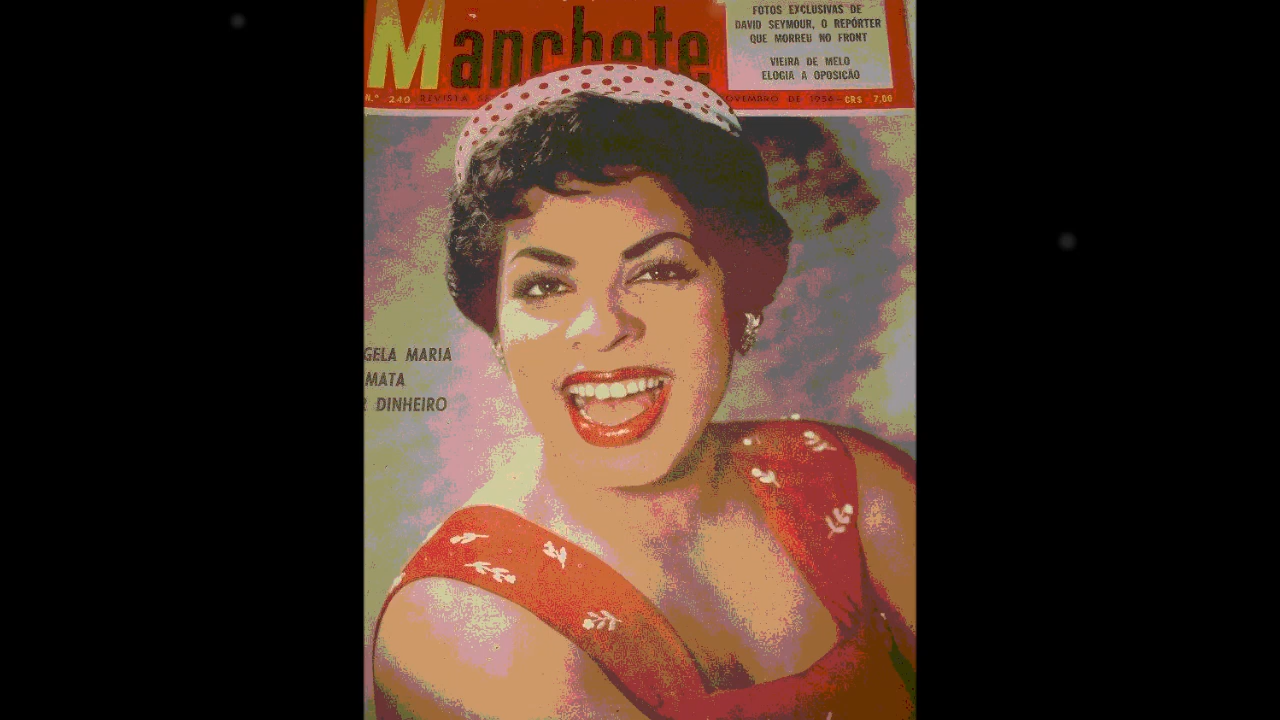 Manchete
FOTOS EXCLUSIVAS DE
DAVID SEYMOUR, O REPÓRTER
QUE MORREU NO FRONT
VIEIRA DE MELO
ELOGIA A OPOSIÇÃO
N.º 240 REVISTA OVEMBRO DE 1956 — CR$ 7,00
GELA MARIA
MATA
R DINHEIRO